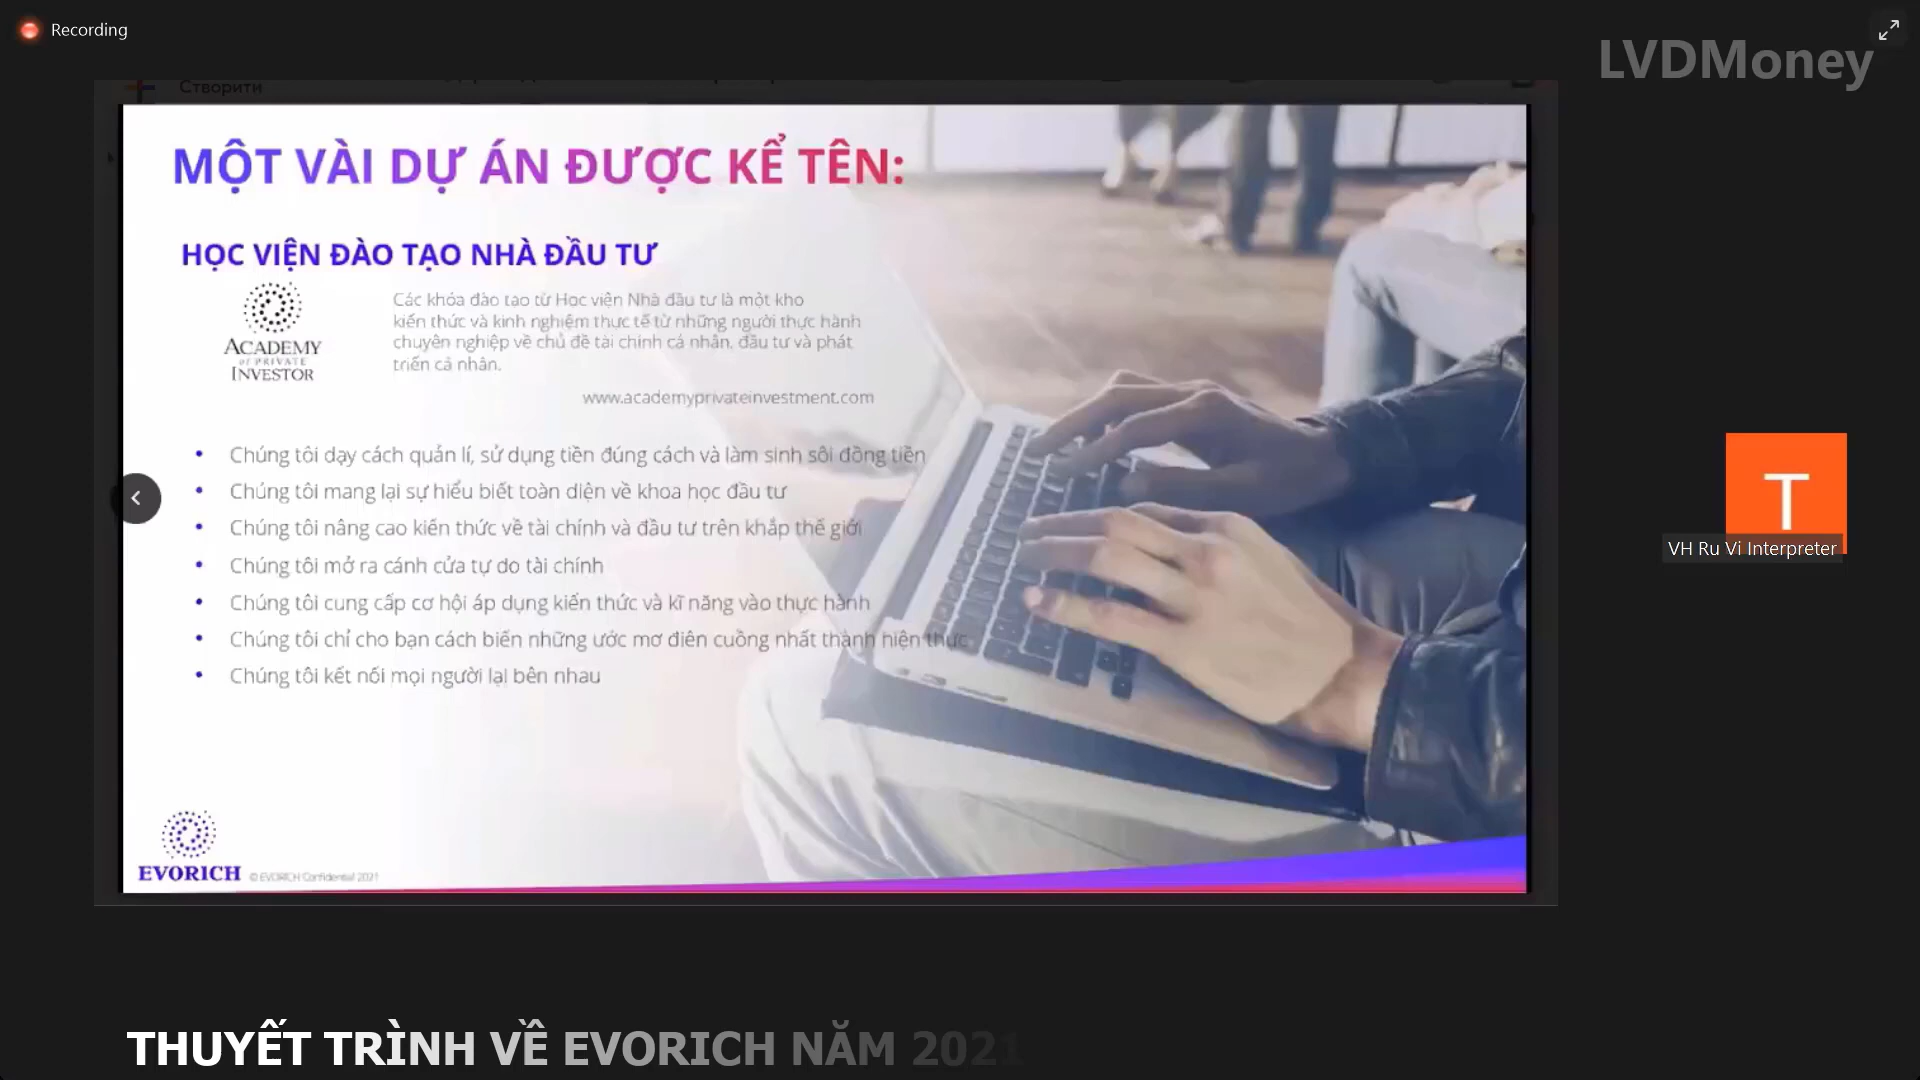 Recording
LVDMoney
Створити
MỘT VÀI DỰ ÁN ĐƯỢC KỂ TÊN:
HỌC VIỆN ĐÀO TẠO NHÀ ĐẦU TƯ
ACADEMY
OF PRIVATE
INVESTOR
Các khóa đào tạo từ Học viện Nhà đầu tư là một kho
kiến thức và kinh nghiệm thực tế từ những người thực hành
chuyên nghiệp về chủ đề tài chính cá nhân, đầu tư và phát
triển cá nhân.
www.academyprivateinvestment.com
• Chúng tôi dạy cách quản lí, sử dụng tiền đúng cách và làm sinh sôi đồng tiền
• Chúng tôi mang lại sự hiểu biết toàn diện về khoa học đầu tư
• Chúng tôi nâng cao kiến thức về tài chính và đầu tư trên khắp thế giới
• Chúng tôi mở ra cánh cửa tự do tài chính
• Chúng tôi cung cấp cơ hội áp dụng kiến thức và kĩ năng vào thực hành
• Chúng tôi chỉ cho bạn cách biến những ước mơ điên cuồng nhất thành hiện thực
• Chúng tôi kết nối mọi người lại bên nhau
T
VH Ru Vi Interpreter
EVORICH © EVORICH Confidential 2021
THUYẾT TRÌNH VỀ EVORICH NĂM 2021